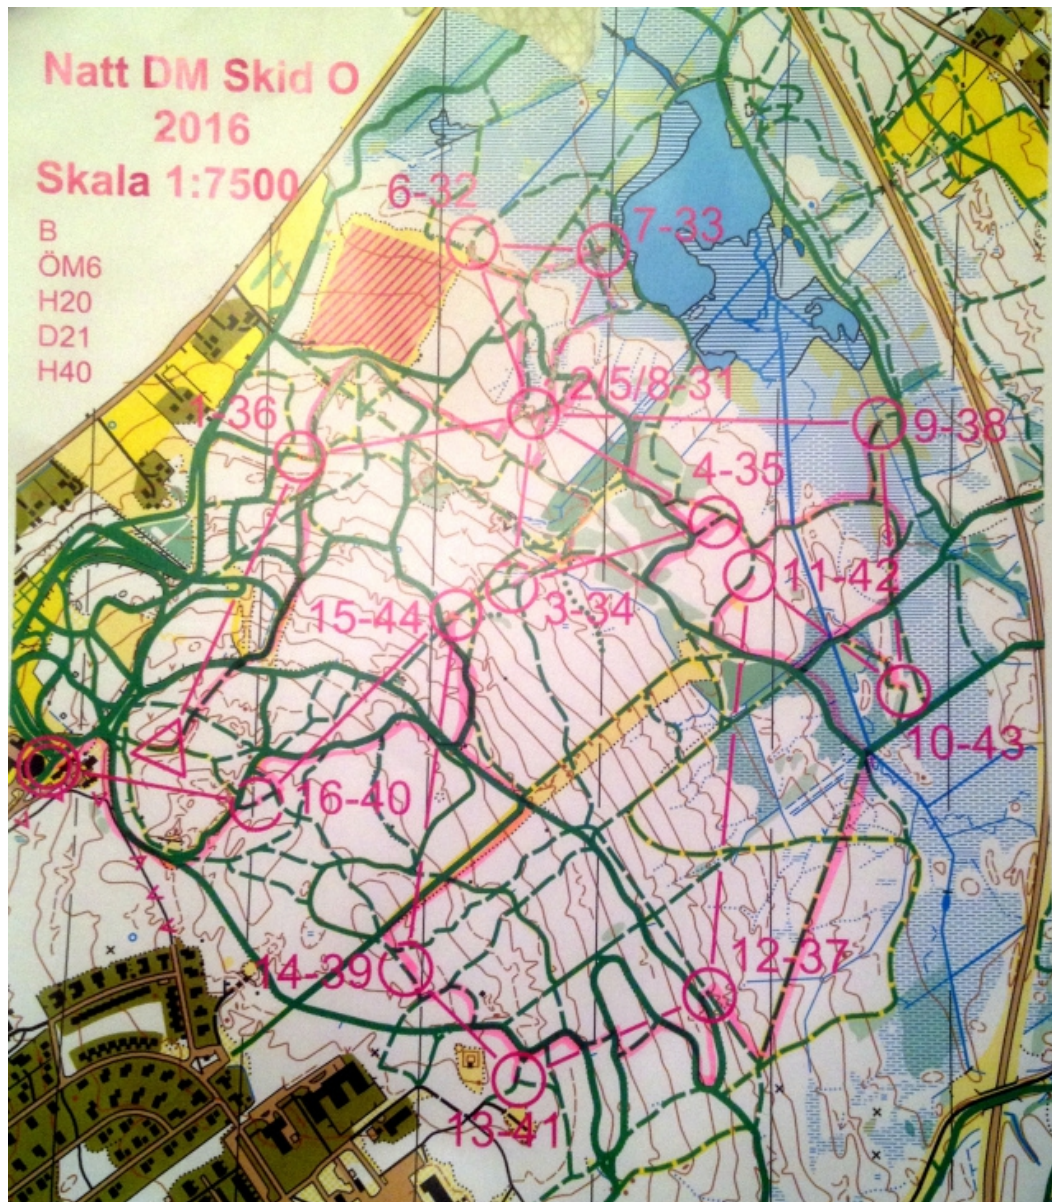 Natt DM Skid O
2016
Skala 1:7500
B
ÖM6
H20
D21
H40
6-32
7-33
2/5/8-31
1-36
9-38
4-35
11-42
3-34
15-44
10-43
16-40
12-37
14-39
13-41